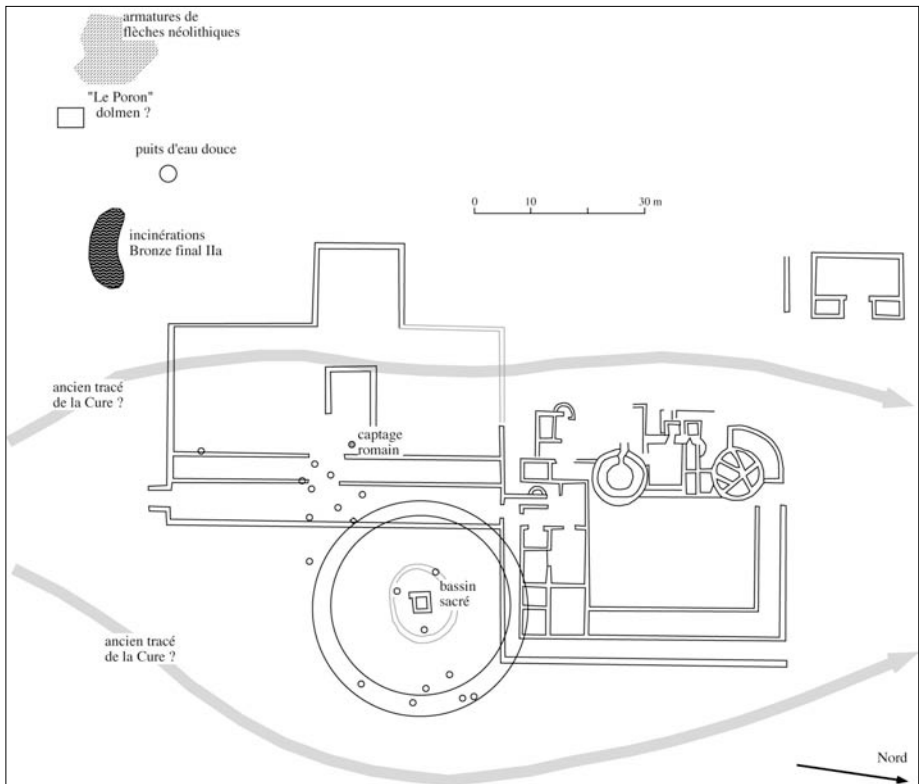 armatures de
flèches néolithiques
"Le Poron"
dolmen ?
puits d'eau douce
0 10 30 m
incinérations
Bronze final IIa
ancien tracé
de la Cure ?
captage
romain
bassin
sacré
ancien tracé
de la Cure ?
Nord